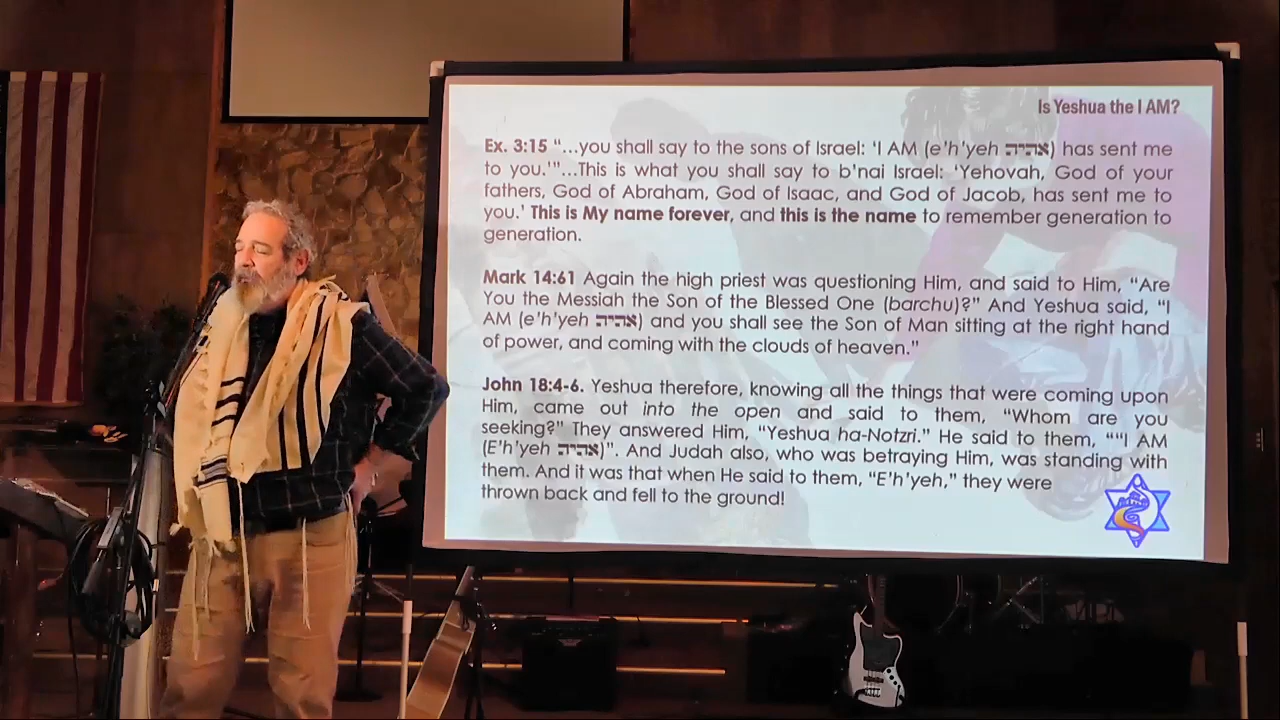 Is Yeshua the I AM?
Ex. 3:15 “…you shall say to the sons of Israel: ‘I AM (e’h’yeh אהיה) has sent me
to you.’”…This is what you shall say to b’nai Israel: ‘Yehovah, God of your
fathers, God of Abraham, God of Isaac, and God of Jacob, has sent me to
you.’ This is My name forever, and this is the name to remember generation to
generation.
Mark 14:61 Again the high priest was questioning Him, and said to Him, “Are
You the Messiah the Son of the Blessed One (barchu)?” And Yeshua said, “I
AM (e’h’yeh אהיה) and you shall see the Son of Man sitting at the right hand
of power, and coming with the clouds of heaven.”
John 18:4-6. Yeshua therefore, knowing all the things that were coming upon
Him, came out into the open and said to them, “Whom are you
seeking?” They answered Him, “Yeshua ha-Notzri.” He said to them, ““I AM
(E’h’yeh אהיה)”. And Judah also, who was betraying Him, was standing with
them. And it was that when He said to them, “E’h’yeh,” they were
thrown back and fell to the ground!